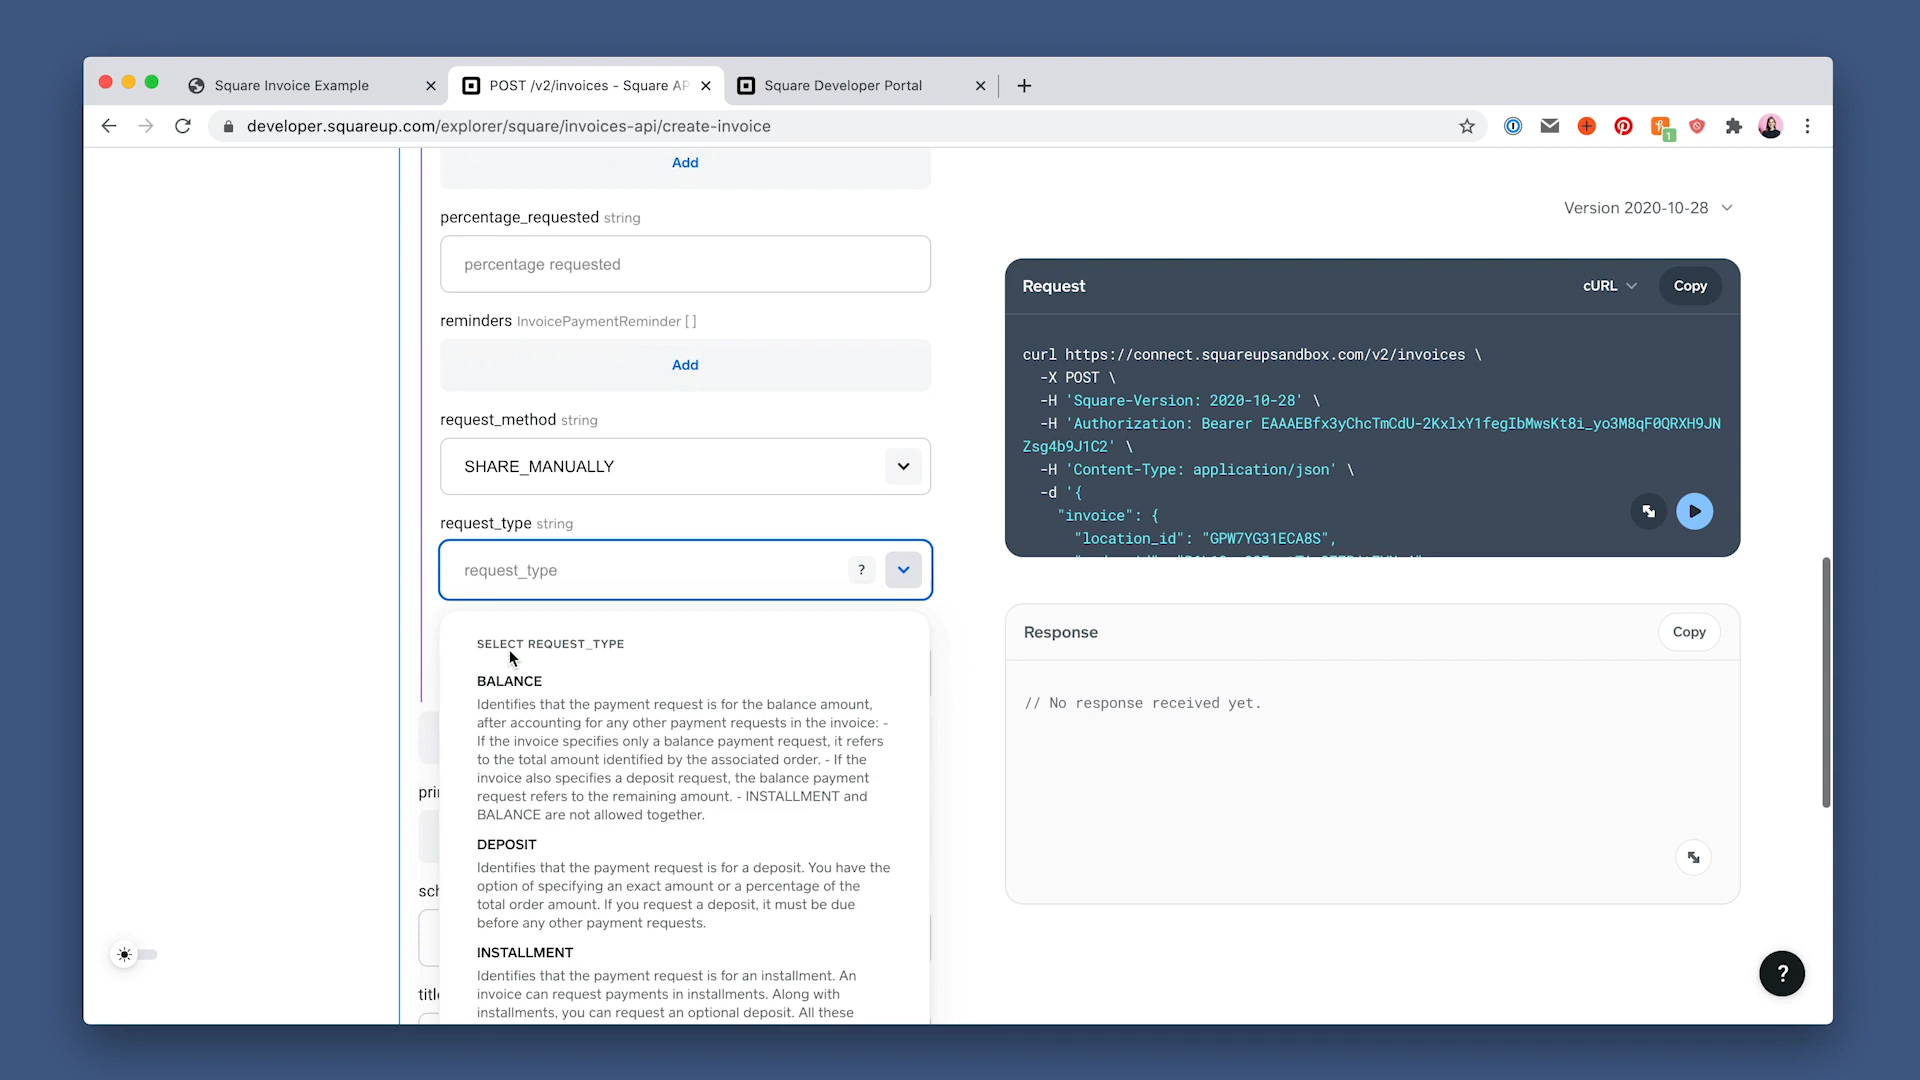 Square Invoice Example
POST /v2/invoices - Square AP
Square Developer Portal
developer.squareup.com/explorer/square/invoices-api/create-invoice
1
Add
percentage_requested string
percentage requested
reminders InvoicePaymentReminder [ ]
Add
request_method string
SHARE_MANUALLY
request_type string
request_type
?
SELECT REQUEST_TYPE
BALANCE
Identifies that the payment request is for the balance amount,
after accounting for any other payment requests in the invoice: -
If the invoice specifies only a balance payment request, it refers
to the total amount identified by the associated order. - If the
invoice also specifies a deposit request, the balance payment
request refers to the remaining amount. - INSTALLMENT and
BALANCE are not allowed together.
DEPOSIT
Identifies that the payment request is for a deposit. You have the
option of specifying an exact amount or a percentage of the
total order amount. If you request a deposit, it must be due
before any other payment requests.
INSTALLMENT
Identifies that the payment request is for an installment. An
invoice can request payments in installments. Along with
installments, you can request an optional deposit. All these
pri
sch
title
Version 2020-10-28
Request
cURL
Copy
curl https://connect.squareupsandbox.com/v2/invoices \
-X POST \
-H 'Square-Version: 2020-10-28' \
-H 'Authorization: Bearer EAAAEBfx3yChcTmCdU-2KxlxY1fegIbMwsKt8i_yo3M8qF0QRXH9JN
Zsg4b9J1C2' \
-H 'Content-Type: application/json' \
-d '{
"invoice": {
"location_id": "GPW7YG31ECA8S",
Response
Copy
// No response received yet.
?